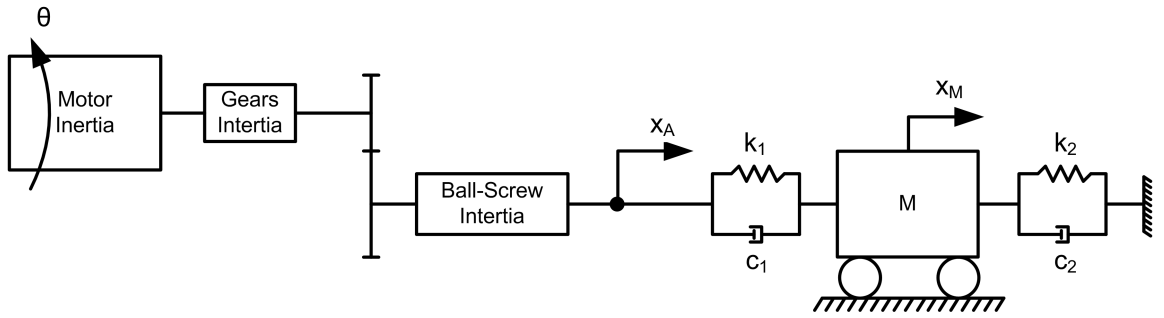 θ
Motor
Inertia
Gears
Intertia
Ball-Screw
Intertia
x_A
k_1
c_1
x_M
M
k_2
c_2